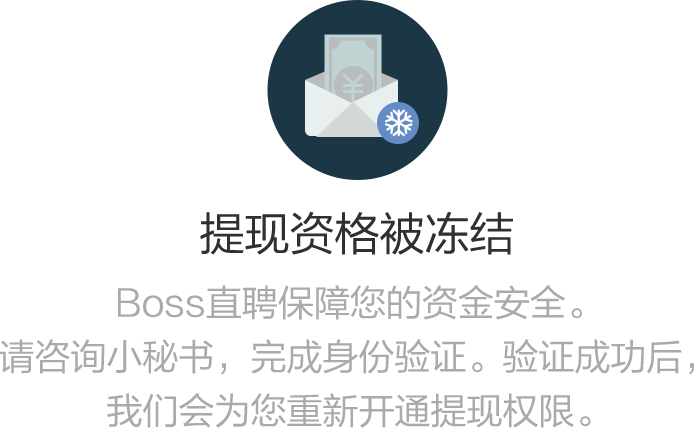 提现资格被冻结
Boss直聘保障您的资金安全。
请咨询小秘书，完成身份验证。验证成功后，
我们会为您重新开通提现权限。